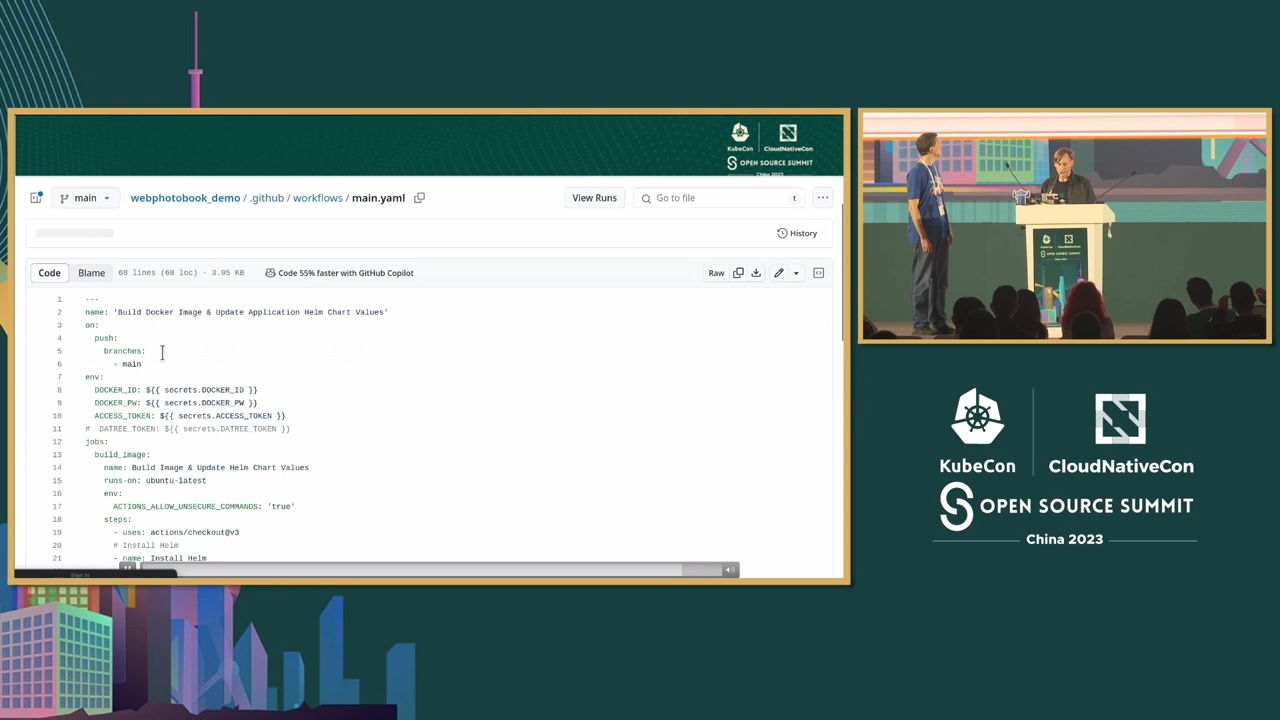 KubeCon
CloudNativeCon
OPEN SOURCE SUMMIT
China 2023
main
webphotobook_demo / .github / workflows / main.yaml
View Runs
Go to file
t
History
Code
Blame
68 lines (68 loc) · 3.05 KB
Code 55% faster with GitHub Copilot
Raw
1 ---
2 name: 'Build Docker Image & Update Application Helm Chart Values'
3 on:
4 push:
5 branches:
6 - main
7 env:
8 DOCKER_ID: ${{ secrets.DOCKER_ID }}
9 DOCKER_PW: ${{ secrets.DOCKER_PW }}
10 ACCESS_TOKEN: ${{ secrets.ACCESS_TOKEN }}
11 # DATREE_TOKEN: ${{ secrets.DATREE_TOKEN }}
12 jobs:
13 build_image:
14 name: Build Image & Update Helm Chart Values
15 runs-on: ubuntu-latest
16 env:
17 ACTIONS_ALLOW_UNSECURE_COMMANDS: 'true'
18 steps:
19 - uses: actions/checkout@v3
20 # Install Helm
21 - name: Install Helm
Sign in
KubeCon
CloudNativeCon
OPEN SOURCE SUMMIT
China 2023